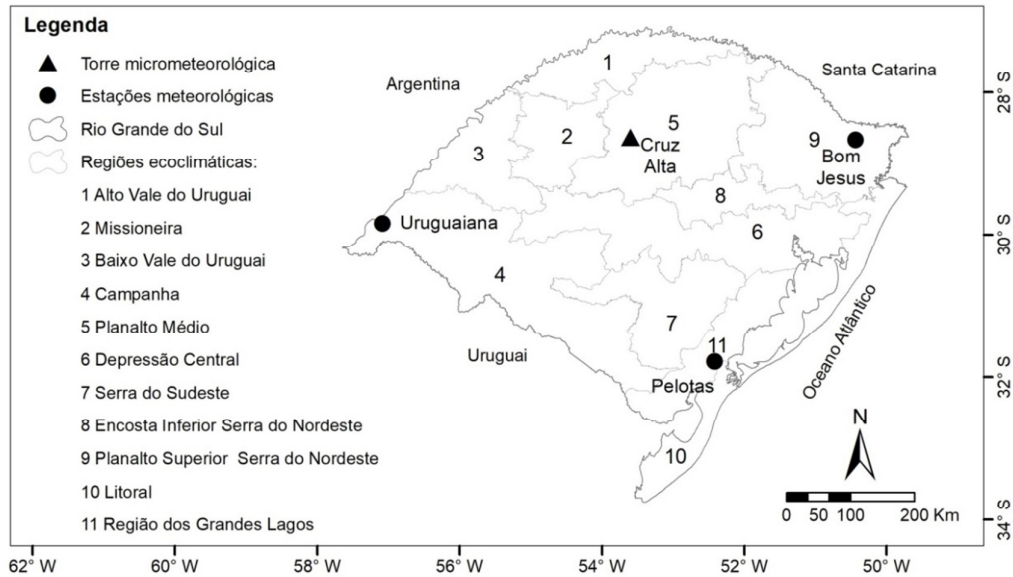 Legenda
Torre micrometeorológica
Estações meteorológicas
Rio Grande do Sul
Regiões ecoclimáticas:
1 Alto Vale do Uruguai
2 Missioneira
3 Baixo Vale do Uruguai
4 Campanha
5 Planalto Médio
6 Depressão Central
7 Serra do Sudeste
8 Encosta Inferior Serra do Nordeste
9 Planalto Superior Serra do Nordeste
10 Litoral
11 Região dos Grandes Lagos
Argentina
1
Santa Catarina
2
5
3
Cruz
Alta
9
Bom
Jesus
8
Uruguaiana
6
4
7
11
Uruguai
Pelotas
Oceano Atlântico
10
N
0 50 100 200 Km
28° S
30° S
32° S
34° S
62° W 60° W 58° W 56° W 54° W 52° W 50° W